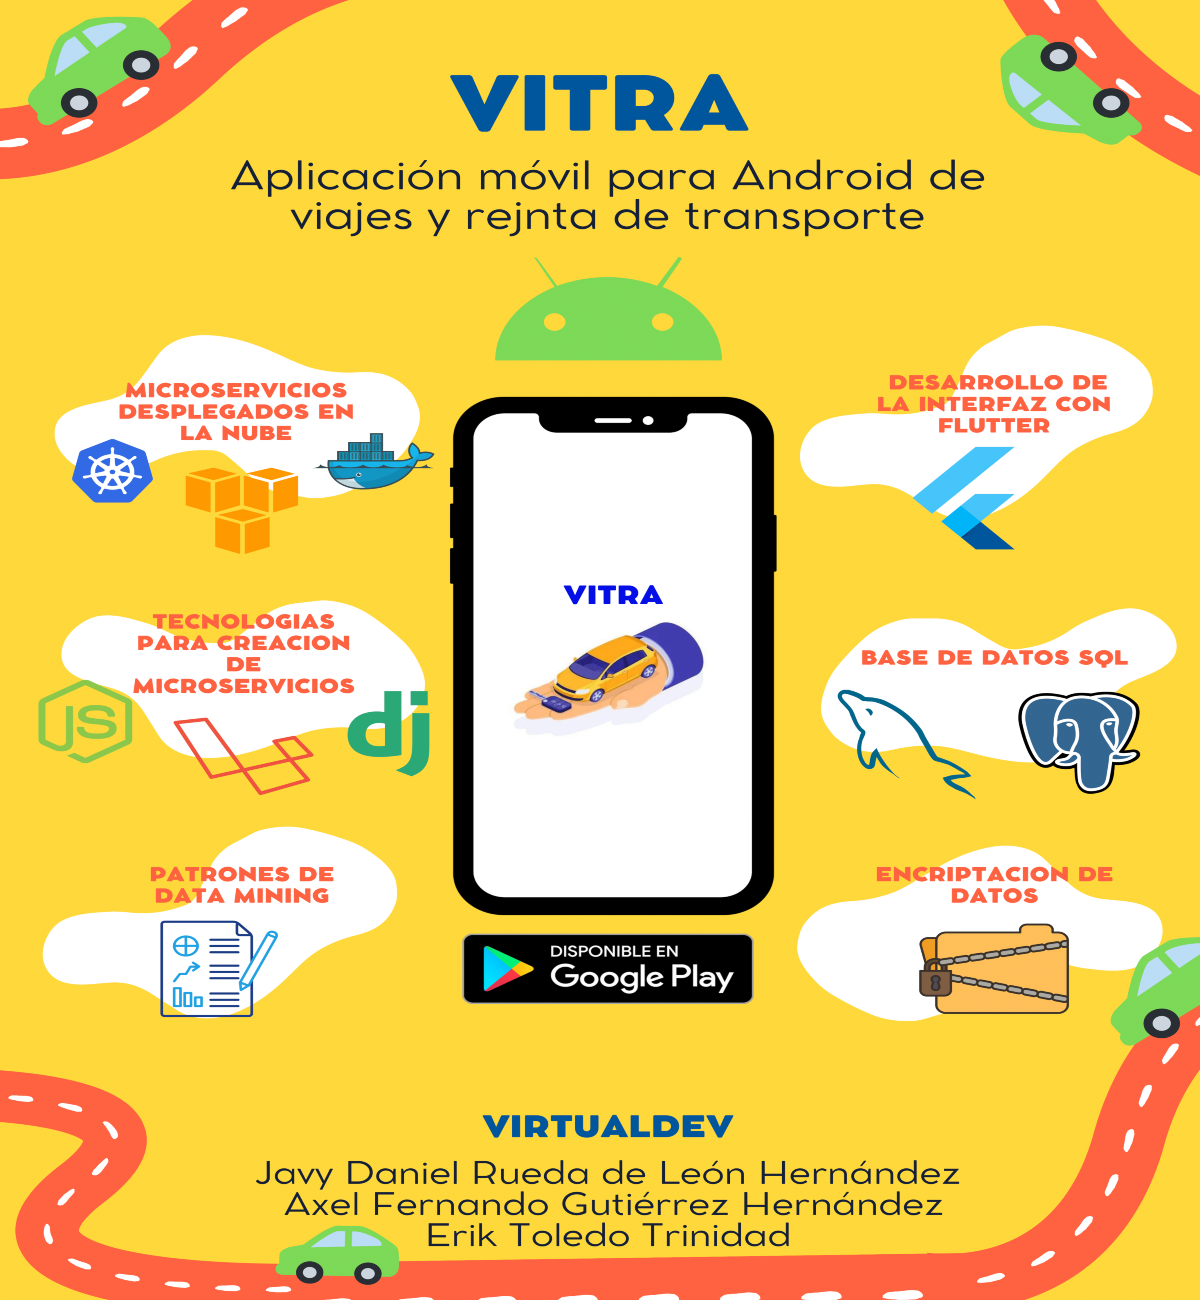 VITRA
Aplicación móvil para Android de
viajes y rejnta de transporte
MICROSERVICIOS
DESPLEGADOS EN
LA NUBE
DESARROLLO DE
LA INTERFAZ CON
FLUTTER
VITRA
TECNOLOGIAS
PARA CREACION
DE
MICROSERVICIOS
JS
dj
BASE DE DATOS SQL
PATRONES DE
DATA MINING
ENCRIPTACION DE
DATOS
DISPONIBLE EN
Google Play
VIRTUALDEV
Javy Daniel Rueda de León Hernández
Axel Fernando Gutiérrez Hernández
Erik Toledo Trinidad